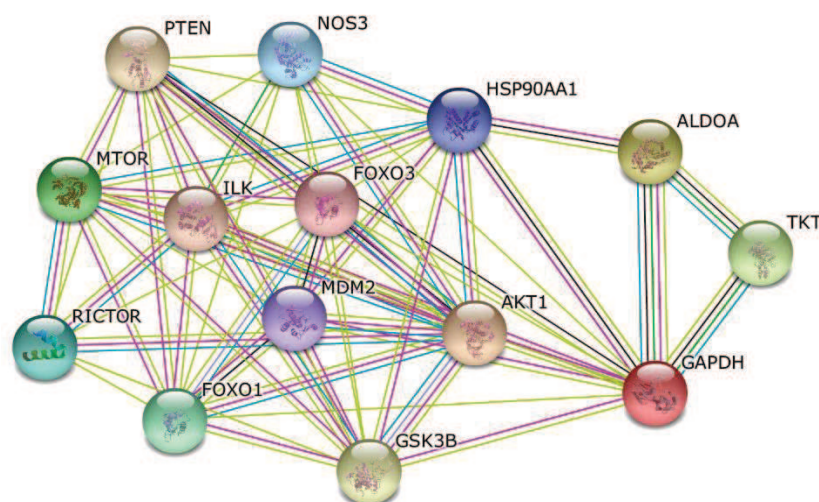 PTEN
NOS3
HSP90AA1
ALDOA
MTOR
ILK
FOXO3
TKT
MDM2
AKT1
RICTOR
GAPDH
FOXO1
GSK3B